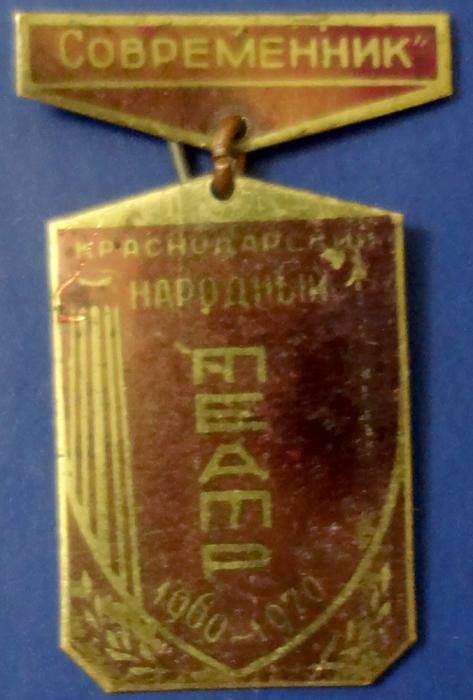 СОВРЕМЕННИК"
КРАСНОДАРСКИЙ
НАРОДНЫЙ
ТЕАТР
1960-1970